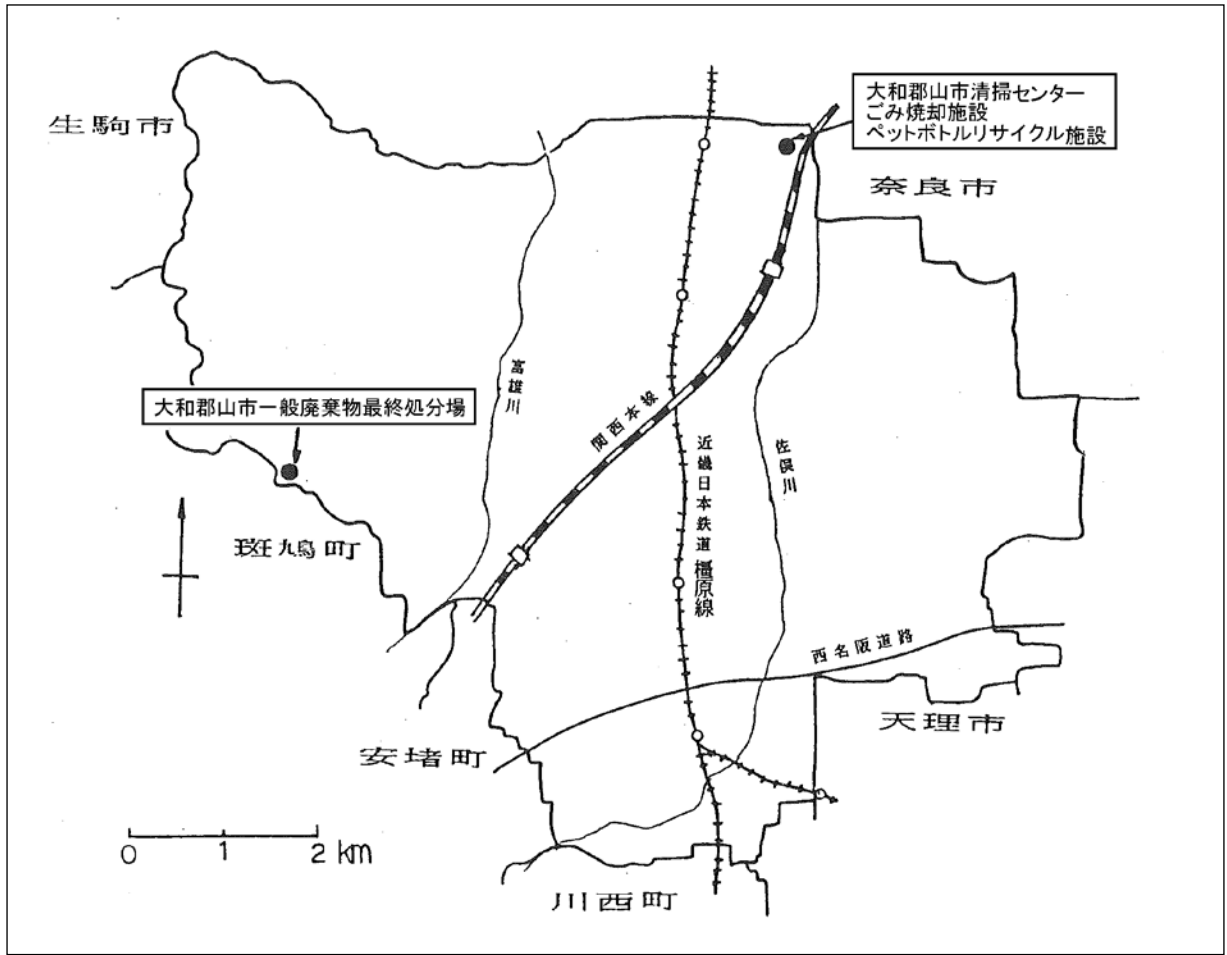 生駒市
大和郡山市清掃センター
ごみ焼却施設
ペットボトルリサイクル施設
奈良市
富雄川
大和郡山市一般廃棄物最終処分場
関西本線
近畿日本鉄道橿原線
佐保川
斑鳩町
西名阪道路
天理市
安堵町
0 1 2 km
川西町